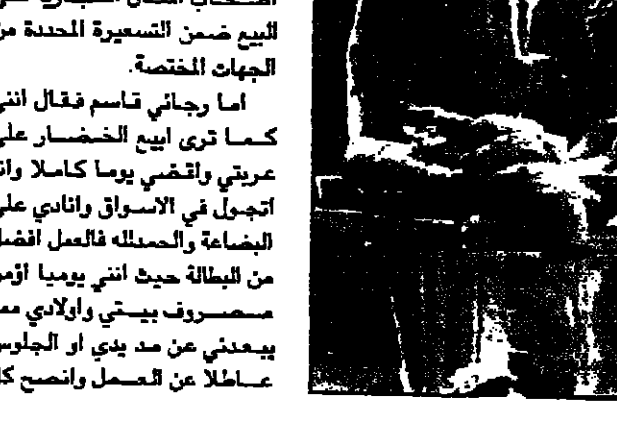 البيع ضمن التسعيرة المحددة من
الجهات المختصة.
اما رجائي قاسم فقال انني
كما ترى ابيع الخضار على
عربتي واقضي يوما كاملا وانا
اتجول في الاسواق وانادي على
البضاعة والحمدلله فالعمل افضل
من البطالة حيث انني يوميا اؤمن
مصروف بيتي واولادي مما
يبعدني عن مد يدي او الجلوس
عاطلا عن العمل وانصح كل